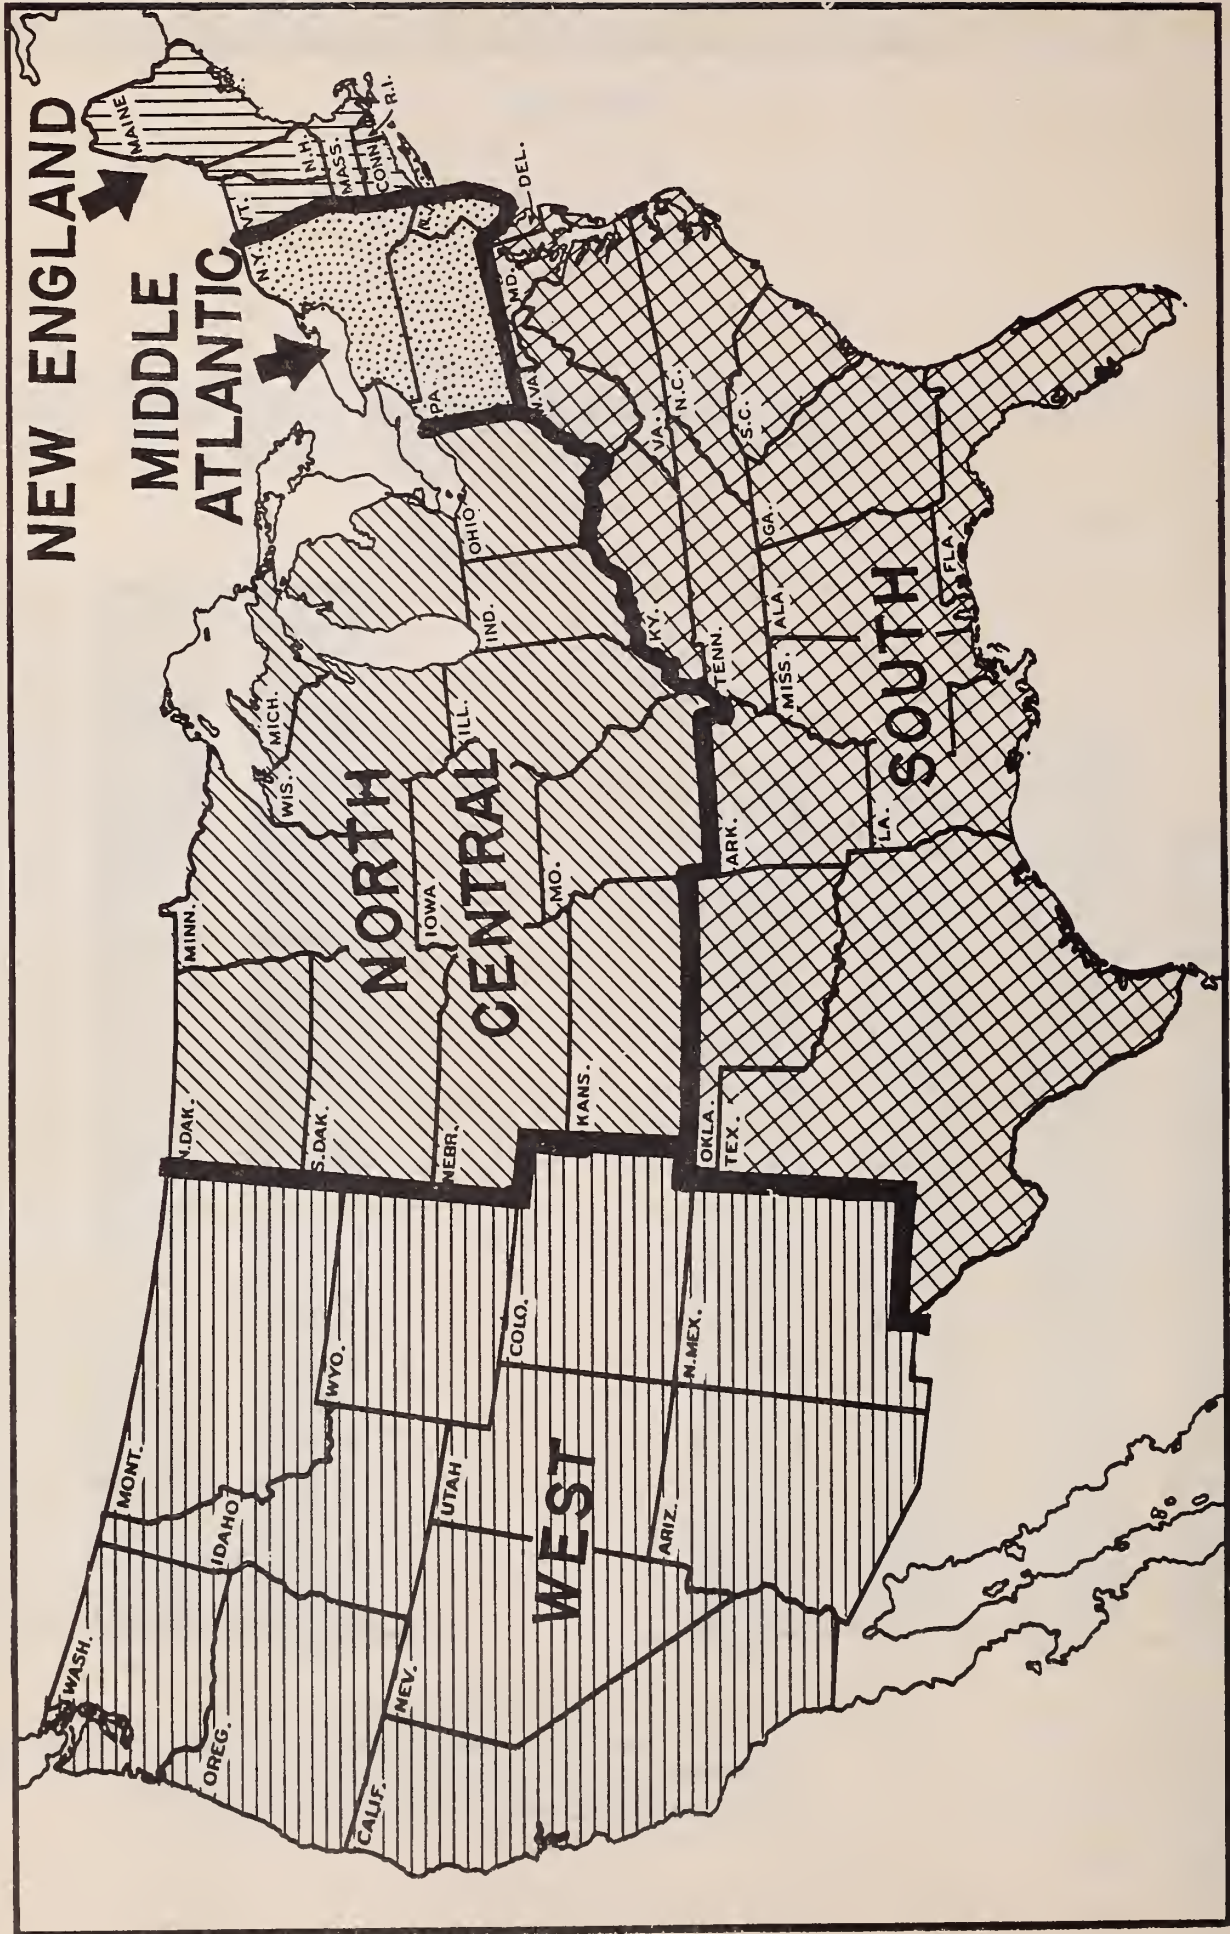 NEW ENGLAND
MIDDLE
ATLANTIC
NORTH
CENTRAL
SOUTH
WEST
MAINE
N.H.
VT.
MASS.
CONN.
R.I.
N.Y.
N.J.
PA.
DEL.
MD.
W.VA.
VA.
N.C.
S.C.
GA.
FLA.
ALA.
MISS.
TENN.
KY.
OHIO
IND.
ILL.
MICH.
WIS.
MINN.
IOWA
MO.
ARK.
LA.
N.DAK.
S.DAK.
NEBR.
KANS.
OKLA.
TEX.
MONT.
WYO.
COLO.
N.MEX.
IDAHO
UTAH
ARIZ.
WASH.
OREG.
NEV.
CALIF.